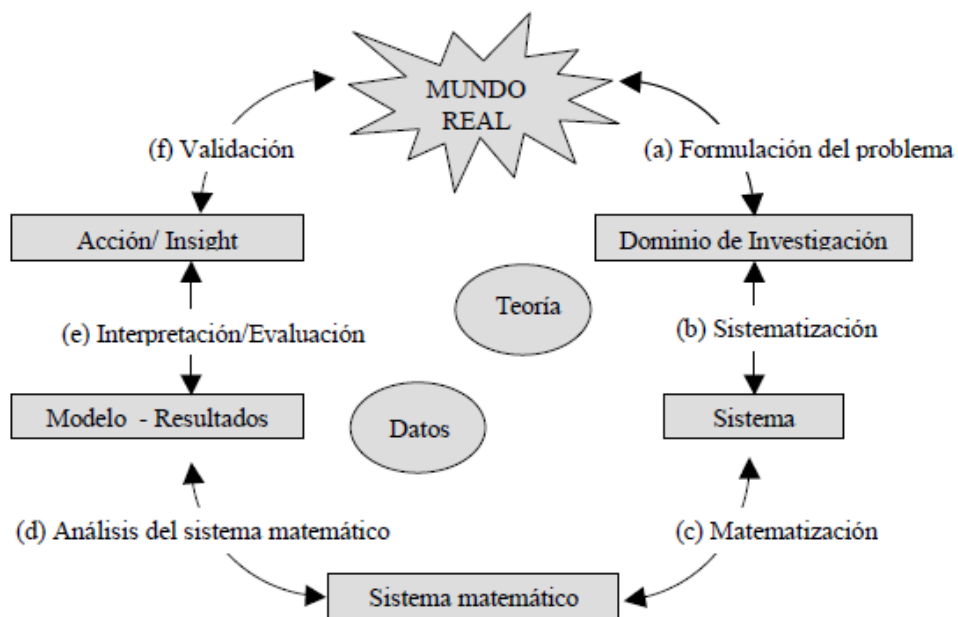 MUNDO
REAL
(f) Validación
(a) Formulación del problema
Acción/ Insight
Dominio de Investigación
Teoría
(e) Interpretación/Evaluación
(b) Sistematización
Modelo - Resultados
Datos
Sistema
(d) Análisis del sistema matemático
(c) Matematización
Sistema matemático